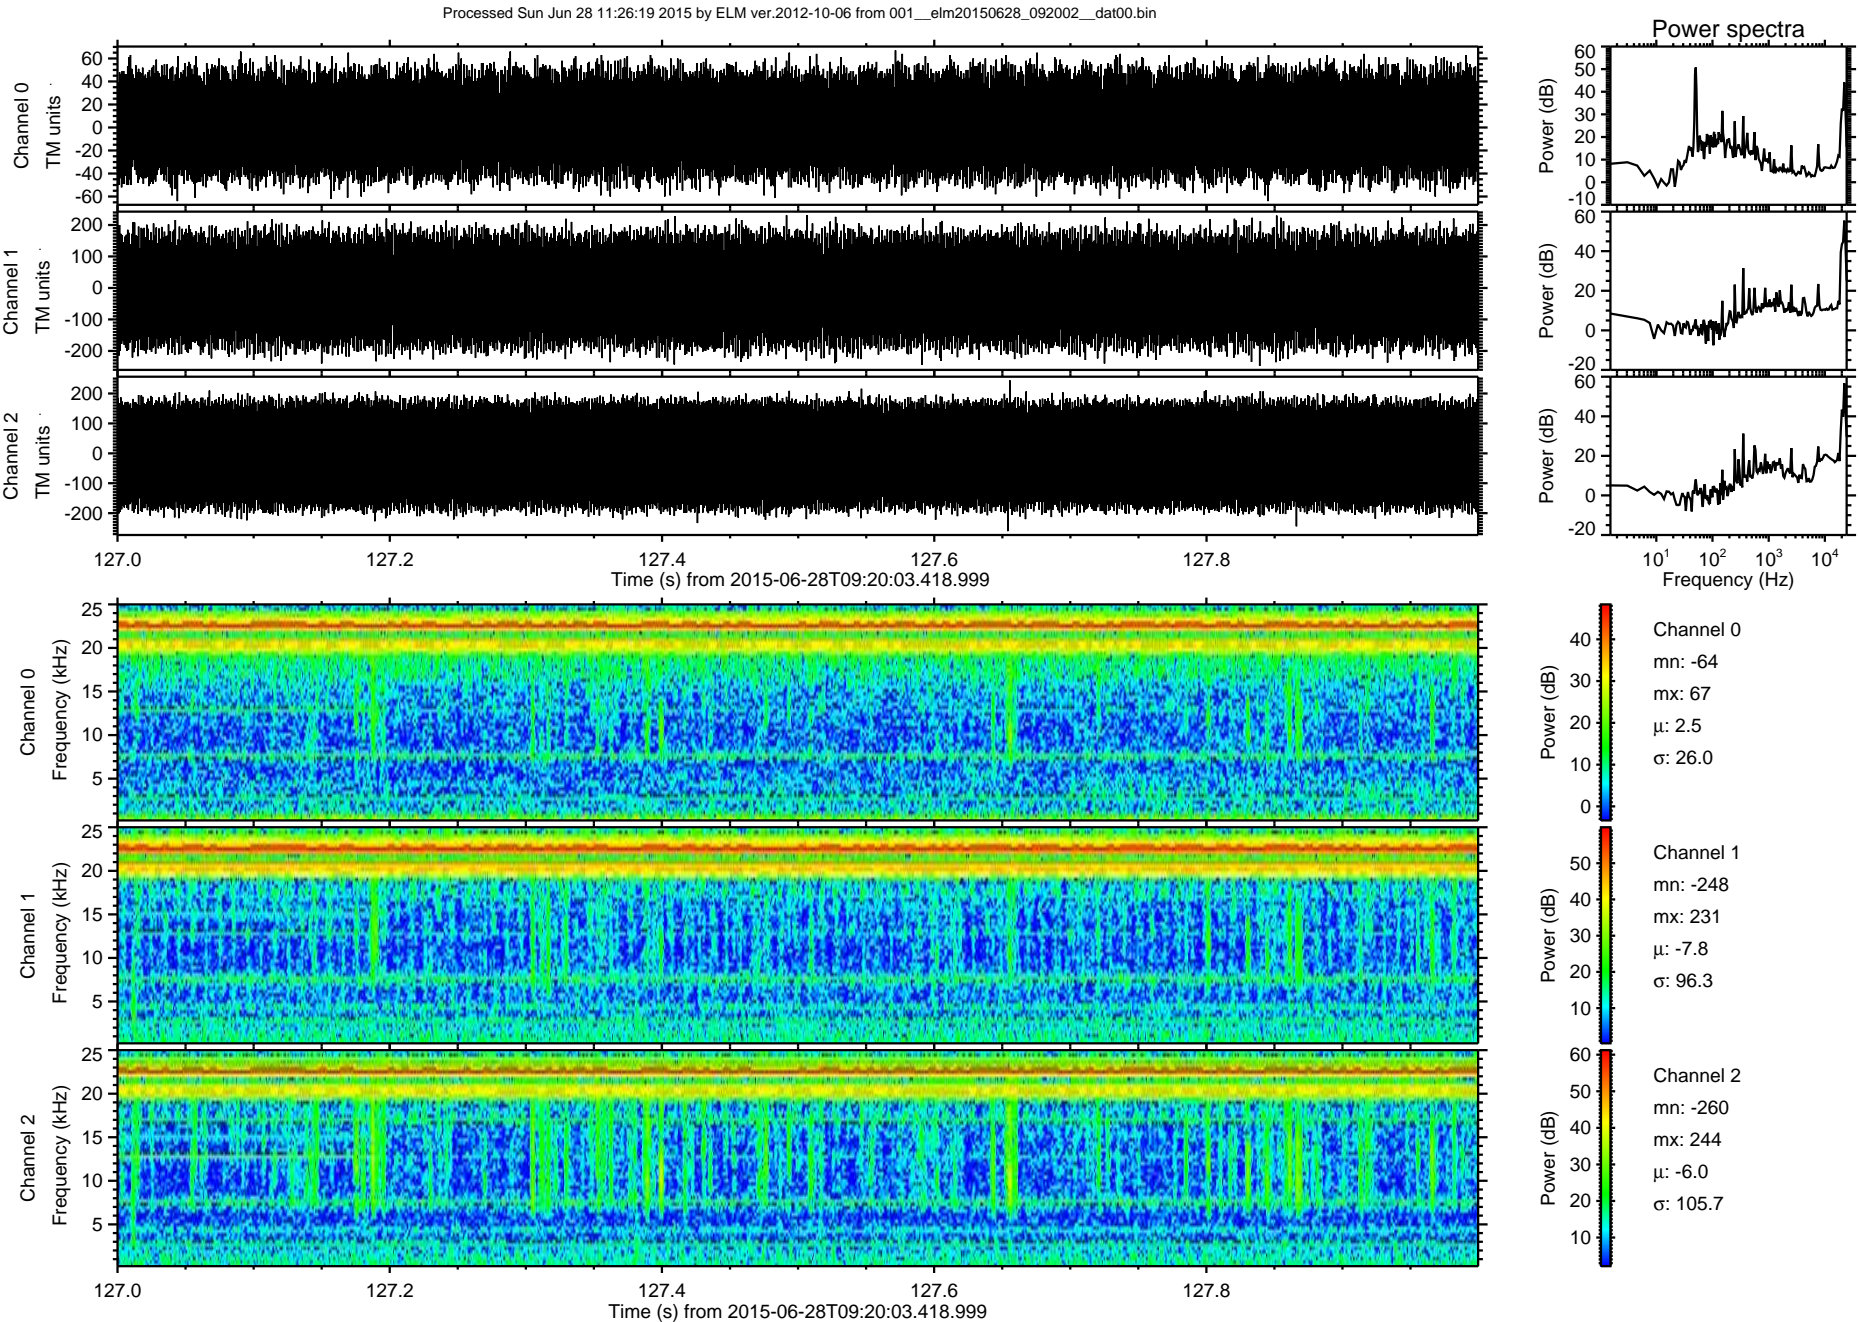 Processed Sun Jun 28 11:26:19 2015 by ELM ver.2012-10-06 from 001__elm20150628_092002__dat00.bin
Power spectra
Channel 0
TM units
60
40
20
0
-20
-40
-60
Power (dB)
60
50
40
30
20
10
0
-10
Channel 1
TM units
200
100
0
-100
-200
Power (dB)
60
40
20
0
-20
Channel 2
TM units
200
100
0
-100
-200
Power (dB)
60
40
20
0
-20
127.0 127.2 127.4 127.6 127.8
Time (s) from 2015-06-28T09:20:03.418.999
10¹ 10² 10³ 10⁴
Frequency (Hz)
Channel 0
Frequency (kHz)
25
20
15
10
5
Power (dB)
40
30
20
10
0
Channel 0
mn: -64
mx: 67
μ: 2.5
σ: 26.0
Channel 1
Frequency (kHz)
25
20
15
10
5
Power (dB)
50
40
30
20
10
Channel 1
mn: -248
mx: 231
μ: -7.8
σ: 96.3
Channel 2
Frequency (kHz)
25
20
15
10
5
Power (dB)
60
50
40
30
20
10
Channel 2
mn: -260
mx: 244
μ: -6.0
σ: 105.7
127.0 127.2 127.4 127.6 127.8
Time (s) from 2015-06-28T09:20:03.418.999